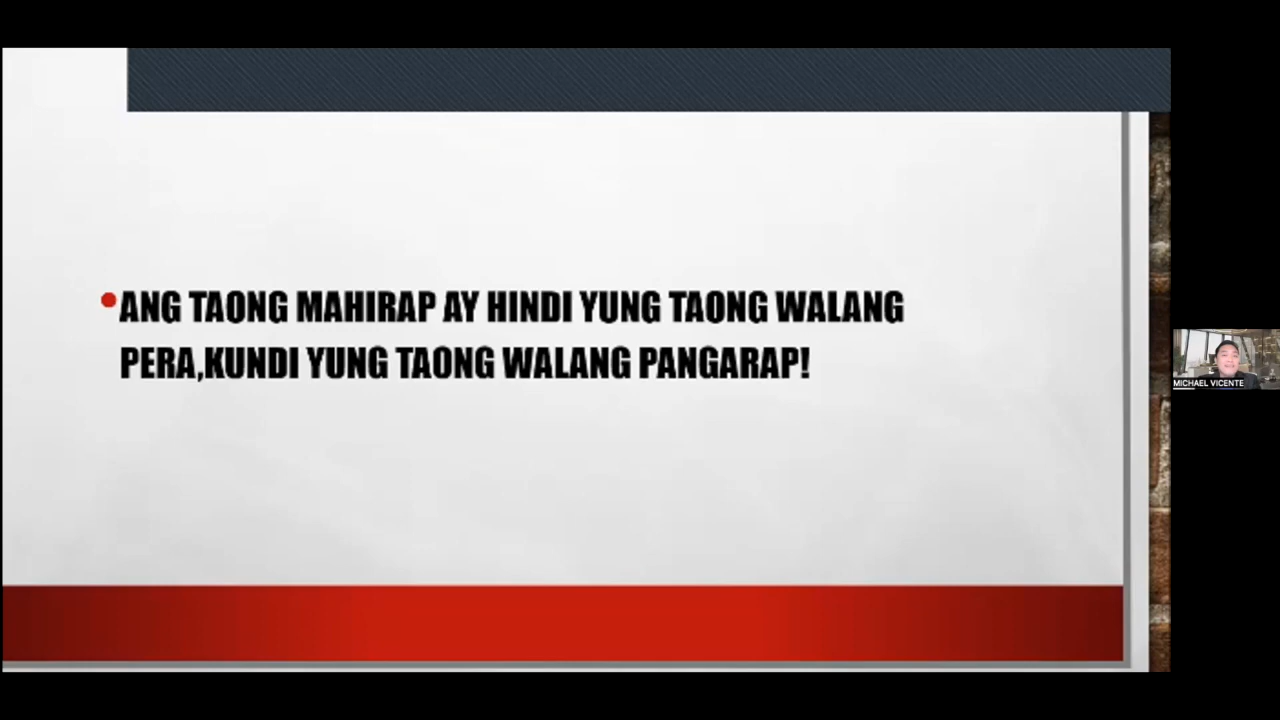 ANG TAONG MAHIRAP AY HINDI YUNG TAONG WALANG
PERA,KUNDI YUNG TAONG WALANG PANGARAP!
MICHAEL VICENTE